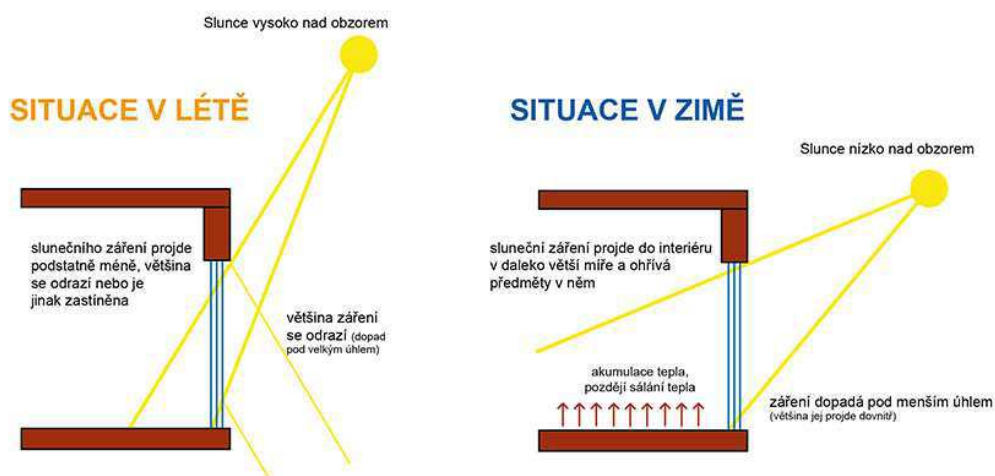 Slunce vysoko nad obzorem
SITUACE V LÉTĚ
slunečního záření projde
podstatně méně, většina
se odrazí nebo je
jinak zastíněna
většina záření
se odrazí (dopad
pod velkým úhlem)
SITUACE V ZIMĚ
Slunce nízko nad obzorem
sluneční záření projde do interiéru
v daleko větší míře a ohřívá
předměty v něm
akumulace tepla,
pozdějí sálání tepla
záření dopadá pod menším úhlem
(většina jej projde dovnitř)